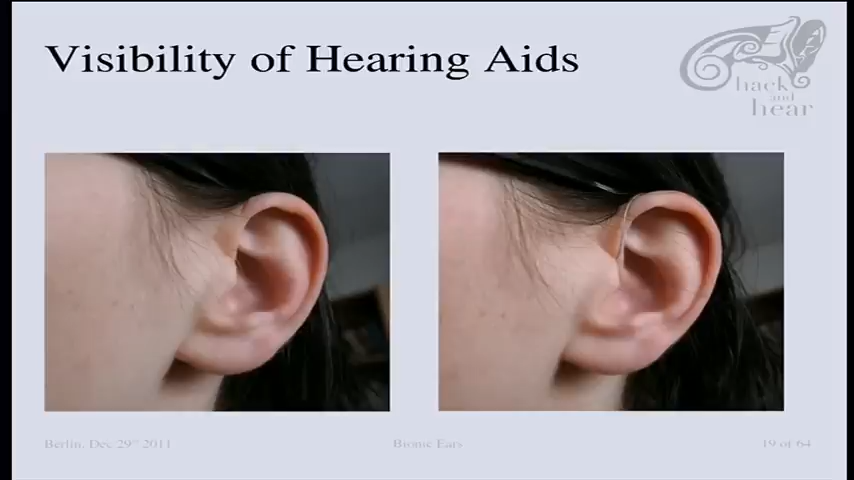 Visibility of Hearing Aids
hack
and
hear
Berlin, Dec 29th 2011
Bionic Ears
19 of 64